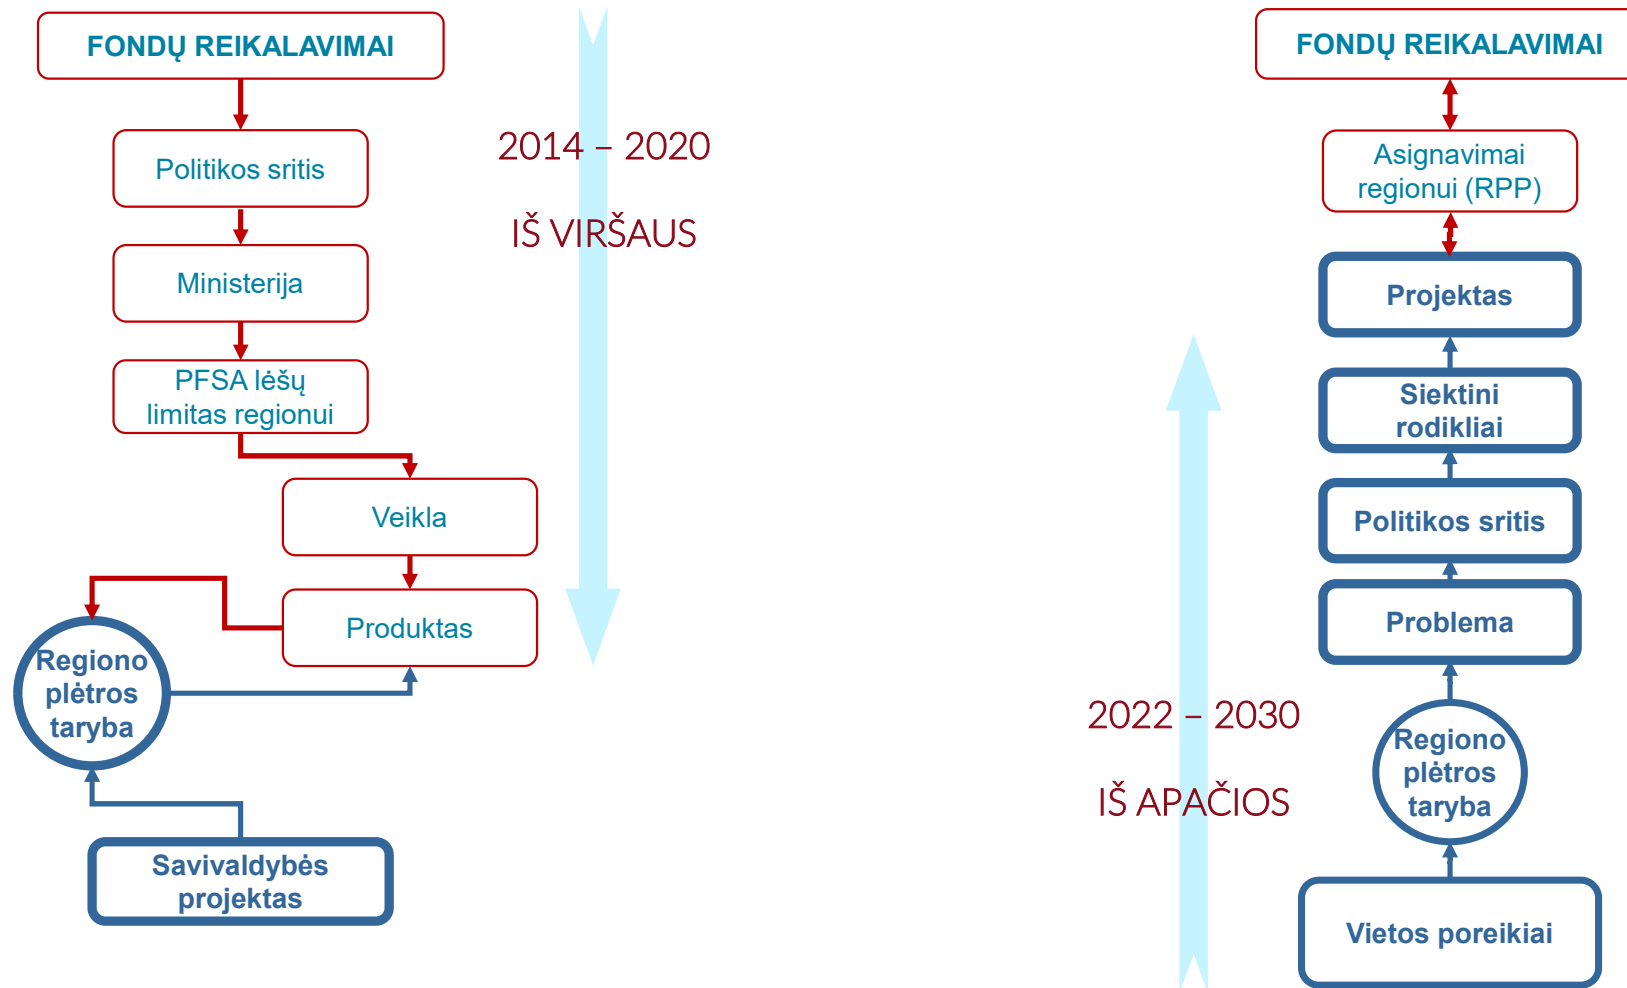 FONDŲ REIKALAVIMAI
Politikos sritis
Ministerija
PFSA lėšų
limitas regionui
Veikla
Produktas
Regiono
plėtros
taryba
Savivaldybės
projektas
2014 – 2020
IŠ VIRŠAUS
2022 – 2030
IŠ APAČIOS
FONDŲ REIKALAVIMAI
Asignavimai
regionui (RPP)
Projektas
Siektini
rodikliai
Politikos sritis
Problema
Regiono
plėtros
taryba
Vietos poreikiai